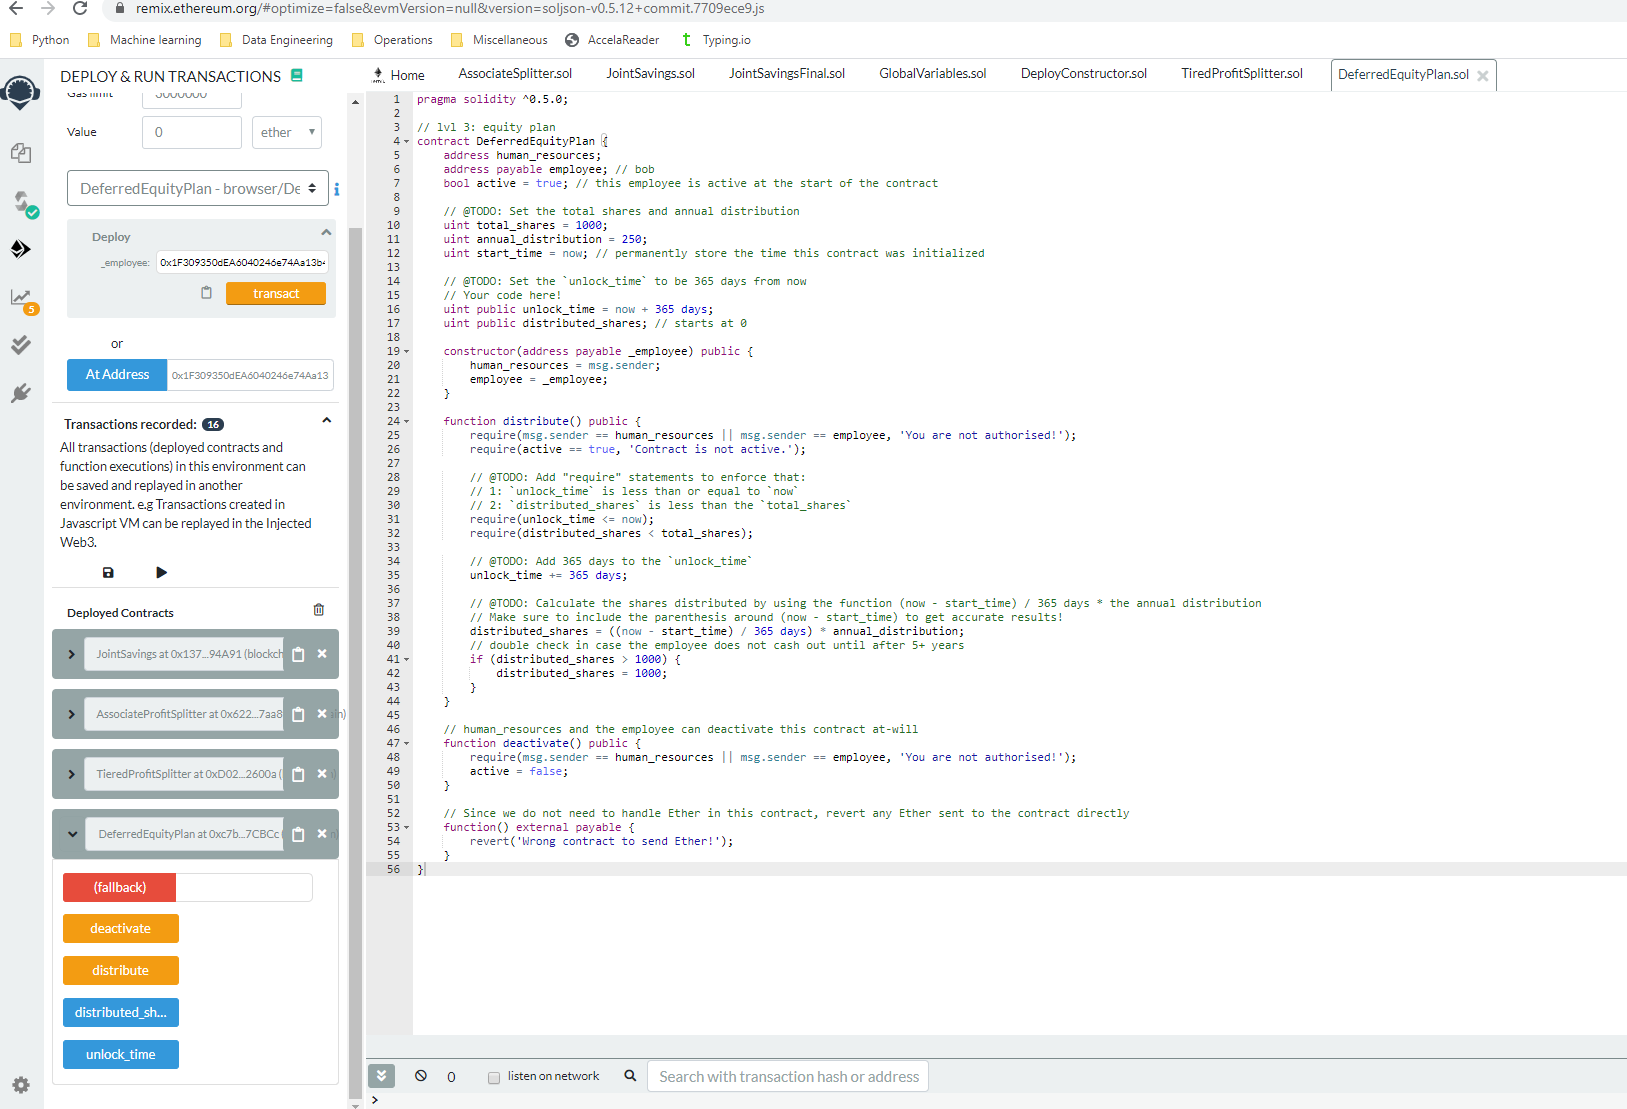 remix.ethereum.org/#optimize=false&evmVersion=null&version=soljson-v0.5.12+commit.7709ece9.js
Python Machine learning Data Engineering Operations Miscellaneous AccelaReader Typing.io
DEPLOY & RUN TRANSACTIONS
Gas limit 3000000
Value 0 ether
DeferredEquityPlan - browser/De
Deploy
_employee: 0x1F309350dEA6040246e74Aa13b
transact
or
At Address 0x1F309350dEA6040246e74Aa13
Transactions recorded: 16
All transactions (deployed contracts and
function executions) in this environment can
be saved and replayed in another
environment. e.g Transactions created in
Javascript VM can be replayed in the Injected
Web3.
Deployed Contracts
JointSavings at 0x137...94A91 (blockch
AssociateProfitSplitter at 0x622...7aa8 in)
TieredProfitSplitter at 0xD02...2600a (
DeferredEquityPlan at 0xc7b...7CBCc (
(fallback)
deactivate
distribute
distributed_sh...
unlock_time
5
Home AssociateSplitter.sol JointSavings.sol JointSavingsFinal.sol GlobalVariables.sol DeployConstructor.sol TiredProfitSplitter.sol DeferredEquityPlan.sol
1 pragma solidity ^0.5.0;
2
3 // lvl 3: equity plan
4 contract DeferredEquityPlan {
5 address human_resources;
6 address payable employee; // bob
7 bool active = true; // this employee is active at the start of the contract
8
9 // @TODO: Set the total shares and annual distribution
10 uint total_shares = 1000;
11 uint annual_distribution = 250;
12 uint start_time = now; // permanently store the time this contract was initialized
13
14 // @TODO: Set the `unlock_time` to be 365 days from now
15 // Your code here!
16 uint public unlock_time = now + 365 days;
17 uint public distributed_shares; // starts at 0
18
19 constructor(address payable _employee) public {
20 human_resources = msg.sender;
21 employee = _employee;
22 }
23
24 function distribute() public {
25 require(msg.sender == human_resources || msg.sender == employee, 'You are not authorised!');
26 require(active == true, 'Contract is not active.');
27
28 // @TODO: Add "require" statements to enforce that:
29 // 1: `unlock_time` is less than or equal to `now`
30 // 2: `distributed_shares` is less than the `total_shares`
31 require(unlock_time <= now);
32 require(distributed_shares < total_shares);
33
34 // @TODO: Add 365 days to the `unlock_time`
35 unlock_time += 365 days;
36
37 // @TODO: Calculate the shares distributed by using the function (now - start_time) / 365 days * the annual distribution
38 // Make sure to include the parenthesis around (now - start_time) to get accurate results!
39 distributed_shares = ((now - start_time) / 365 days) * annual_distribution;
40 // double check in case the employee does not cash out until after 5+ years
41 if (distributed_shares > 1000) {
42 distributed_shares = 1000;
43 }
44 }
45
46 // human_resources and the employee can deactivate this contract at-will
47 function deactivate() public {
48 require(msg.sender == human_resources || msg.sender == employee, 'You are not authorised!');
49 active = false;
50 }
51
52 // Since we do not need to handle Ether in this contract, revert any Ether sent to the contract directly
53 function() external payable {
54 revert('Wrong contract to send Ether!');
55 }
56 }
0 listen on network Search with transaction hash or address
>